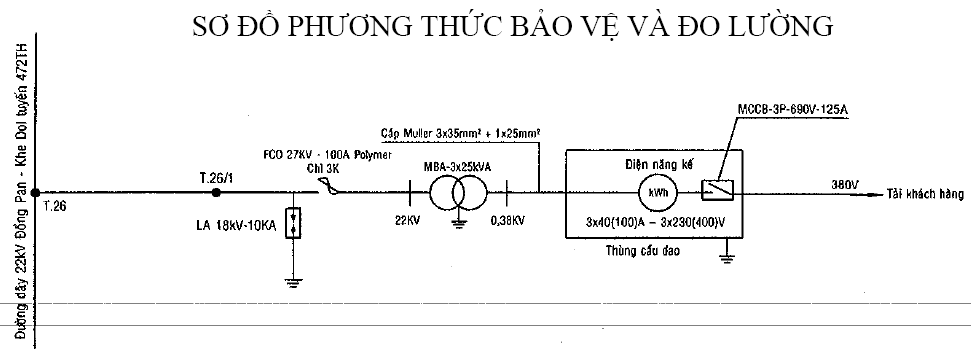 SƠ ĐỒ PHƯƠNG THỨC BẢO VỆ VÀ ĐO LƯỜNG
Đường dây 22KV Đồng Pan - Khe Dol tuyến 472TH
MCCB-3P-690V-125A
Cáp Muller 3x35mm² + 1x25mm²
FCO 27KV - 100A Polymer
Chì 3K
MBA-3x25kVA
Điện năng kế
T.26/1
kWh
380V
Tải khách hàng
T.26
LA 18kV-10KA
22KV
0,38KV
3x40(100)A - 3x230(400)V
Thùng cầu dao